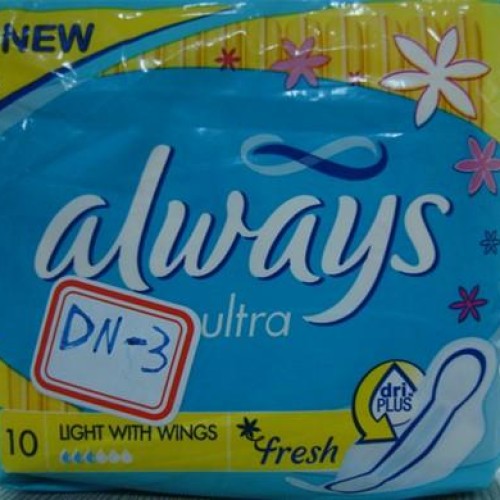 NEW
always
ultra
DN-3
dri
PLUS
10 LIGHT WITH WINGS
fresh